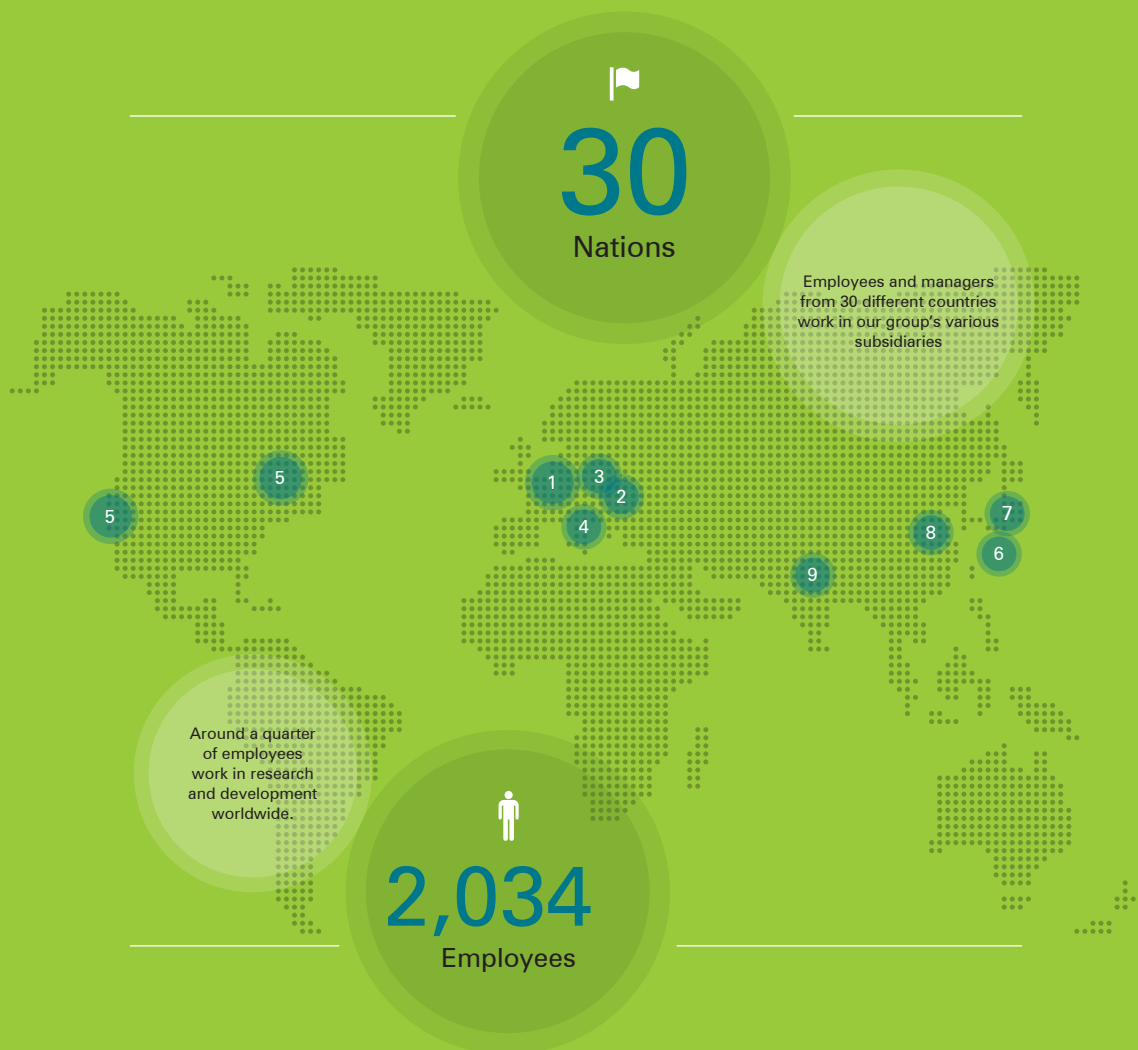 30
Nations
Employees and managers
from 30 different countries
work in our group's various
subsidiaries
5
5
1
3
2
4
7
8
6
9
Around a quarter
of employees
work in research
and development
worldwide.
2,034
Employees